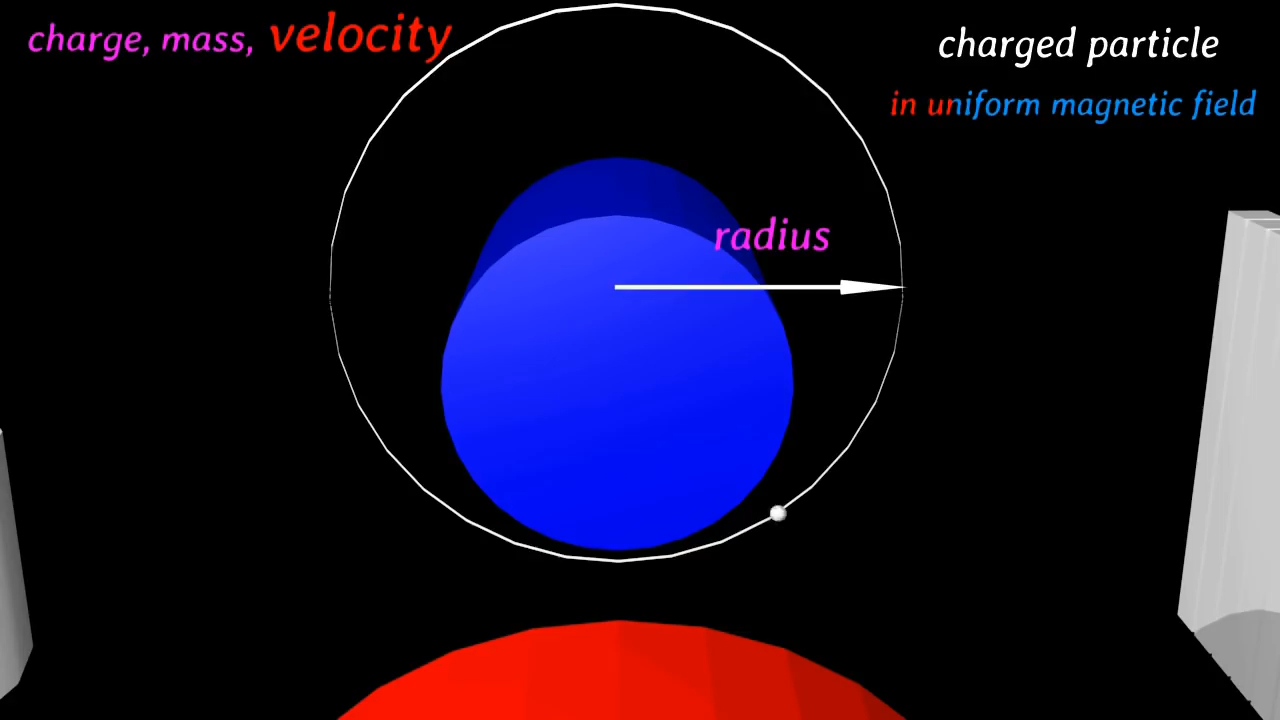 charge, mass, velocity
charged particle
in uniform magnetic field
radius